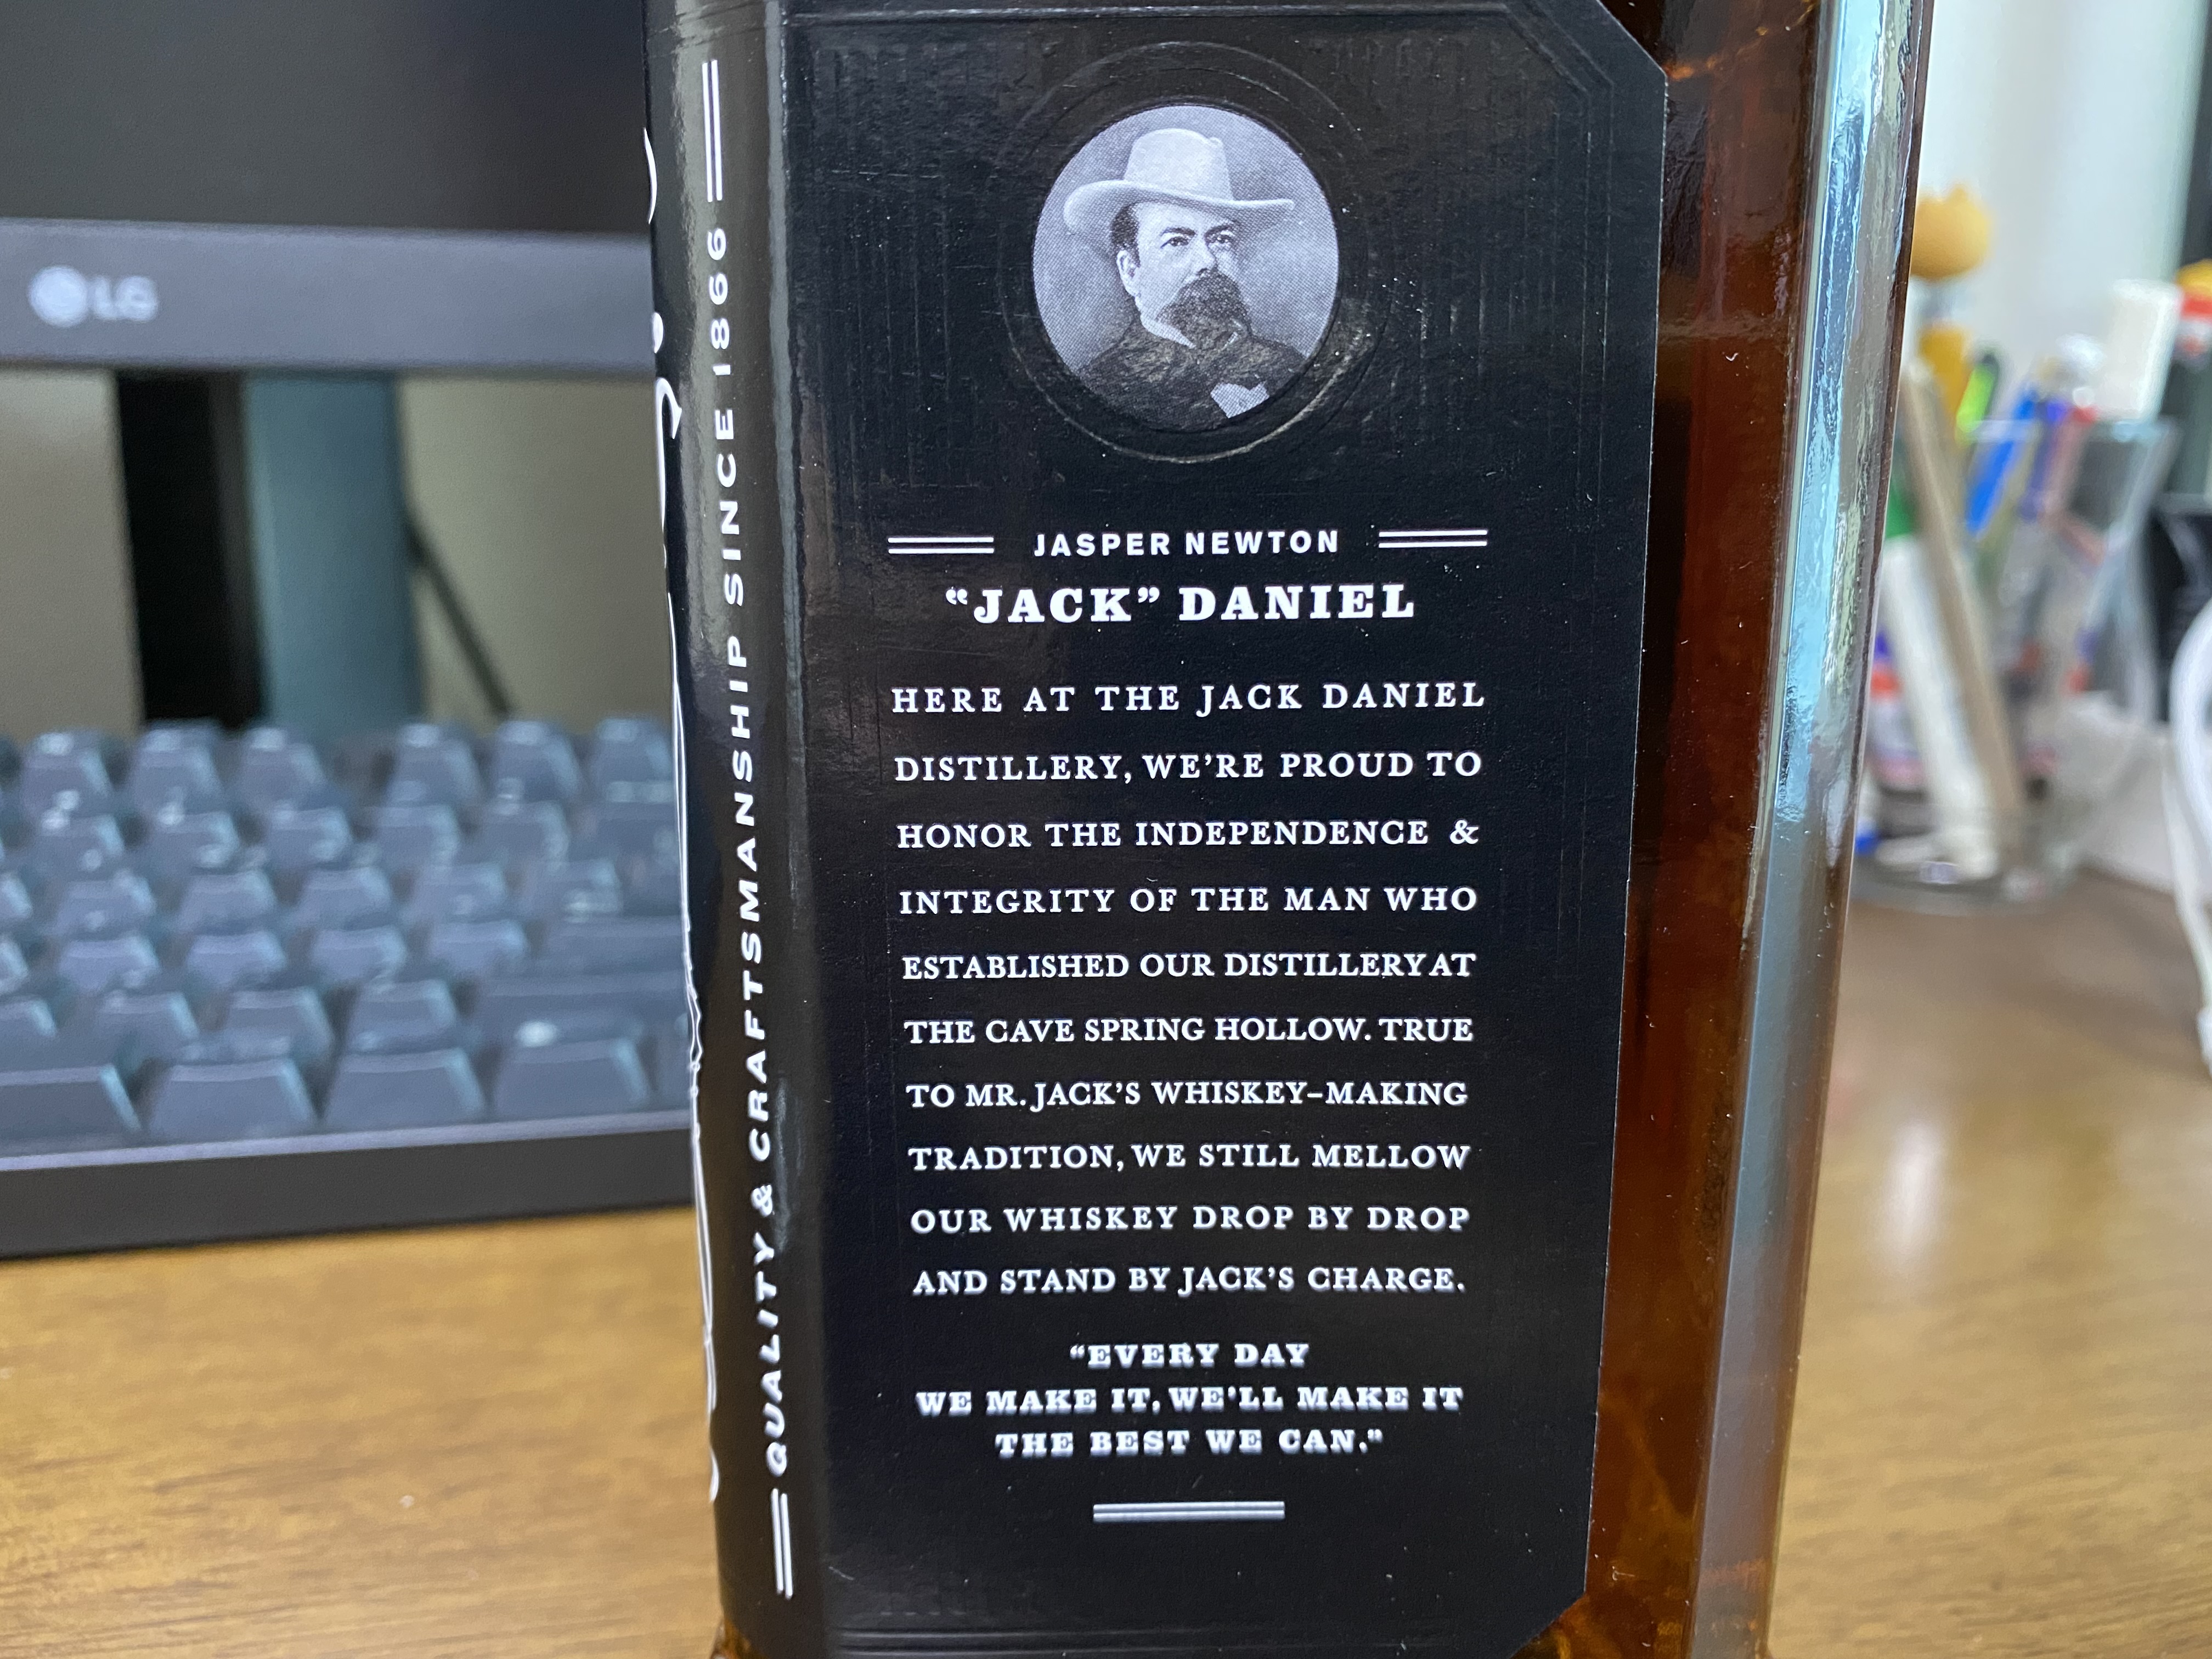 LG
QUALITY & CRAFTSMANSHIP SINCE 1866
JASPER NEWTON
“JACK” DANIEL
HERE AT THE JACK DANIEL
DISTILLERY, WE’RE PROUD TO
HONOR THE INDEPENDENCE &
INTEGRITY OF THE MAN WHO
ESTABLISHED OUR DISTILLERY AT
THE CAVE SPRING HOLLOW. TRUE
TO MR. JACK’S WHISKEY–MAKING
TRADITION, WE STILL MELLOW
OUR WHISKEY DROP BY DROP
AND STAND BY JACK’S CHARGE.
“EVERY DAY
WE MAKE IT, WE’LL MAKE IT
THE BEST WE CAN.”